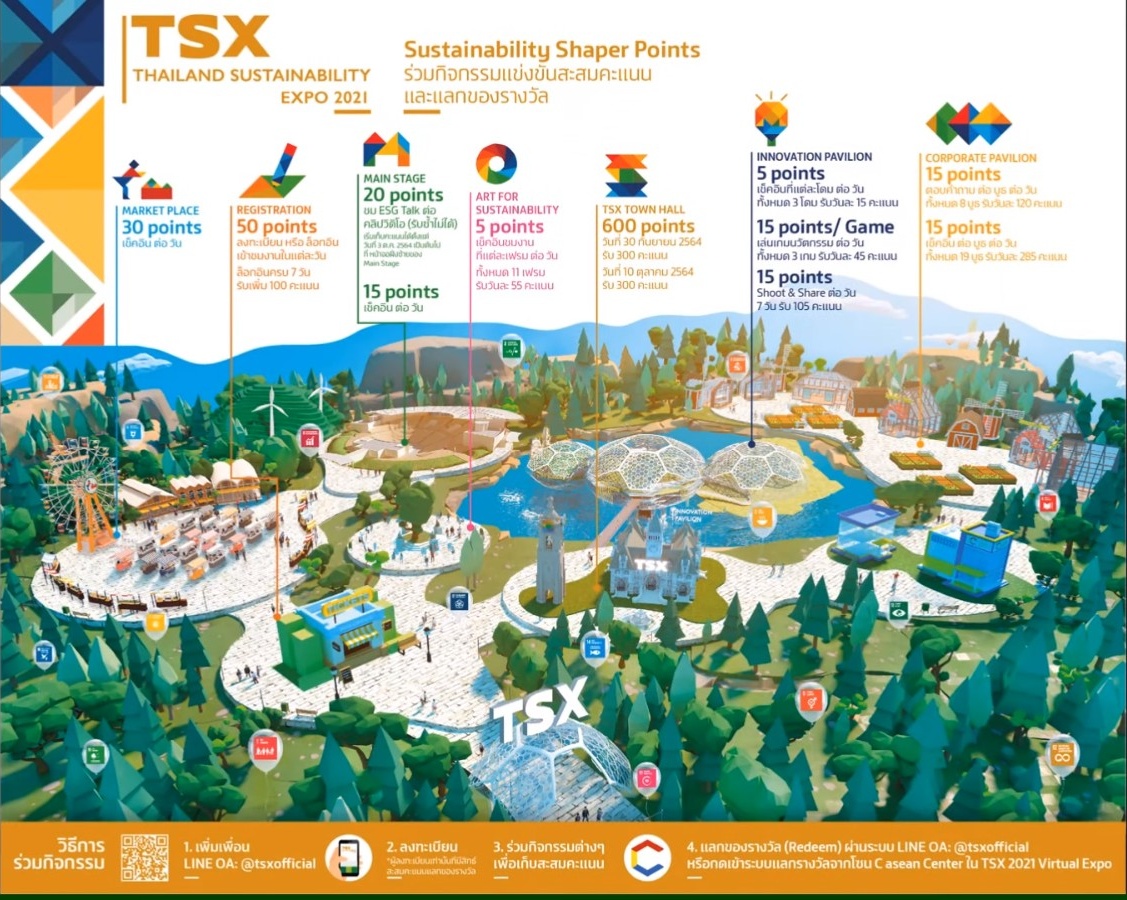 TSX
THAILAND SUSTAINABILITY
EXPO 2021
Sustainability Shaper Points
ร่วมกิจกรรมแข่งขันสะสมคะแนน
และแลกของรางวัล
MARKET PLACE
30 points
เช็คอิน ต่อ วัน
REGISTRATION
50 points
ลงทะเบียน หรือ ล็อกอิน
เข้าชมงานในแต่ละวัน
ล็อกอินครบ 7 วัน
รับเพิ่ม 100 คะแนน
MAIN STAGE
20 points
ชม ESG Talk ต่อ
คลิปวิดีโอ (รับซ้ำไม่ได้)
เริ่มเก็บคะแนนได้ตั้งแต่
วันที่ 3 ต.ค. 2564 เป็นต้นไป
ที่ หน้าจอฝั่งซ้ายของ
Main Stage
15 points
เช็คอิน ต่อ วัน
ART FOR
SUSTAINABILITY
5 points
เช็คอินชมงาน
ที่แต่ละเฟรม ต่อ วัน
ทั้งหมด 11 เฟรม
รับวันละ 55 คะแนน
TSX TOWN HALL
600 points
วันที่ 30 กันยายน 2564
รับ 300 คะแนน
วันที่ 10 ตุลาคม 2564
รับ 300 คะแนน
INNOVATION PAVILION
5 points
เช็คอินที่แต่ละโดม ต่อ วัน
ทั้งหมด 3 โดม รับวันละ 15 คะแนน
15 points/ Game
เล่นเกมนวัตกรรม ต่อ วัน
ทั้งหมด 3 เกม รับวันละ 45 คะแนน
15 points
Shoot & Share ต่อ วัน
7 วัน รับ 105 คะแนน
CORPORATE PAVILION
15 points
ตอบคำถาม ต่อ บูธ ต่อ วัน
ทั้งหมด 8 บูธ รับวันละ 120 คะแนน
15 points
เช็คอิน ต่อ บูธ ต่อ วัน
ทั้งหมด 19 บูธ รับวันละ 285 คะแนน
INNOVATION
PAVILION
TSX
TSX
วิธีการ
ร่วมกิจกรรม
1. เพิ่มเพื่อน
LINE OA: @tsxofficial
2. ลงทะเบียน
*ผู้ลงทะเบียนเท่านั้นที่มีสิทธ์
สะสมคะแนนแลกของรางวัล
3. ร่วมกิจกรรมต่างๆ
เพื่อเก็บสะสมคะแนน
4. แลกของรางวัล (Redeem) ผ่านระบบ LINE OA: @tsxofficial
หรือกดเข้าระบบแลกรางวัลจากโซน C asean Center ใน TSX 2021 Virtual Expo